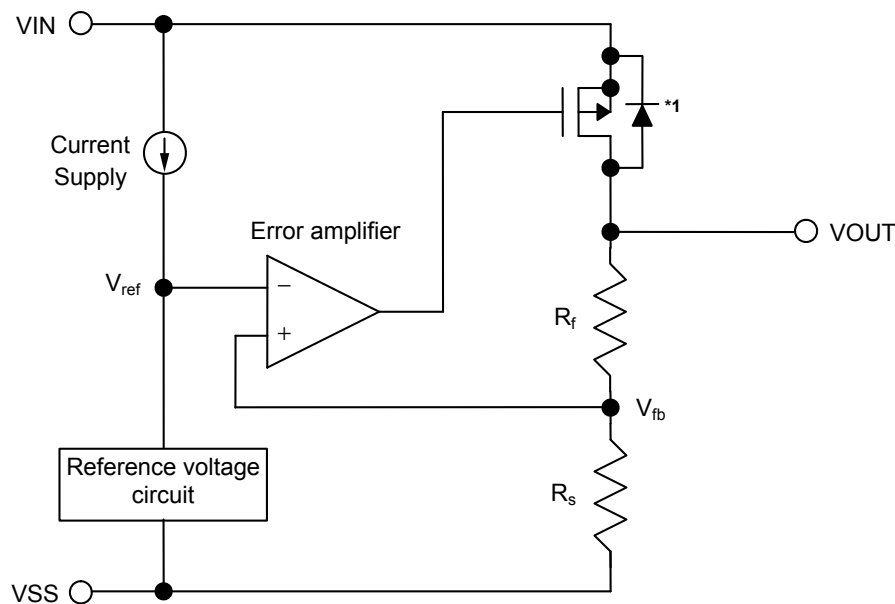 VIN
*1
Current
Supply
Error amplifier
VOUT
Vref
−
+
Rf
Vfb
Reference voltage
circuit
Rs
VSS